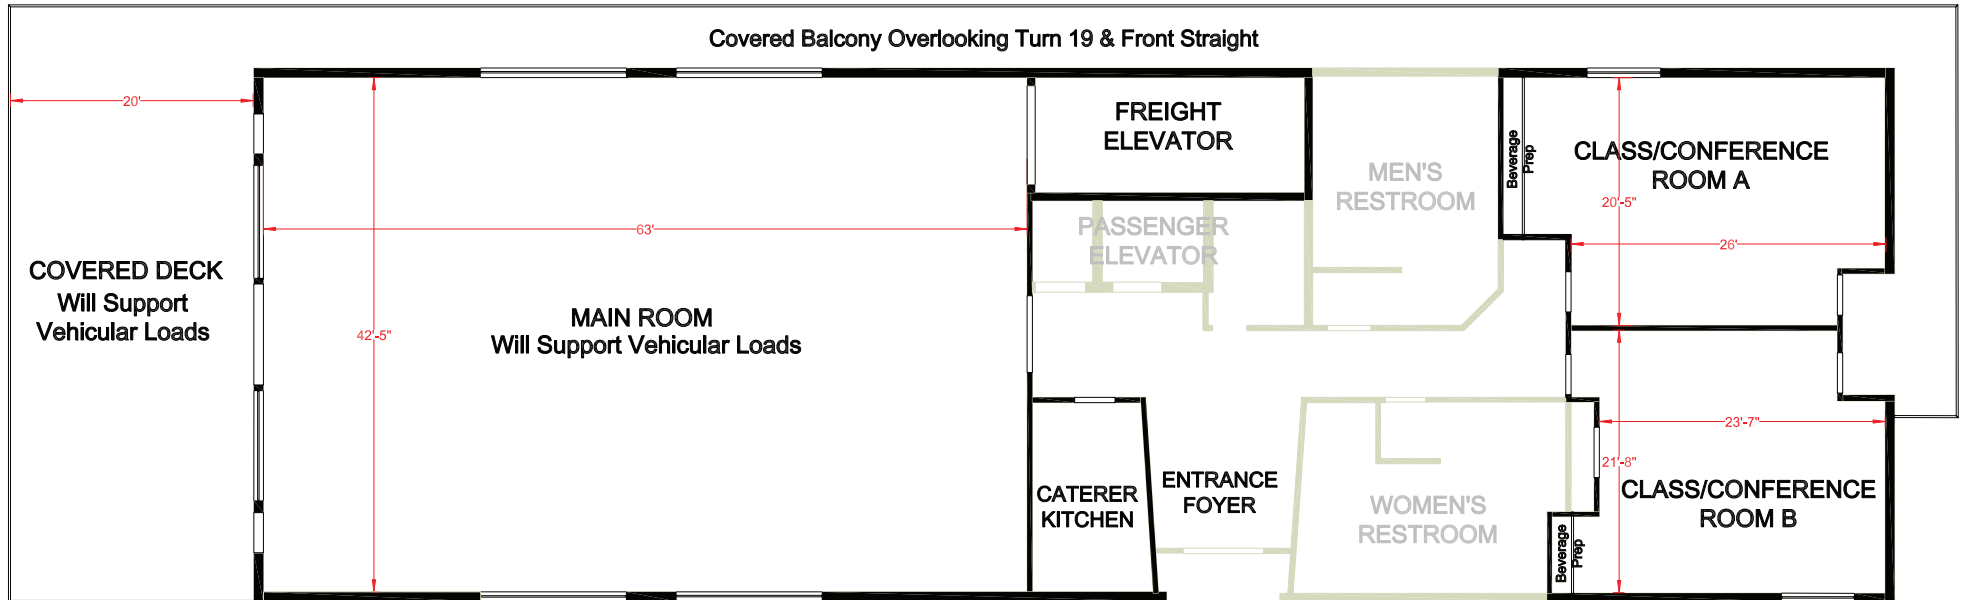 Covered Balcony Overlooking Turn 19 & Front Straight
20'
FREIGHT
ELEVATOR
MEN'S
RESTROOM
Beverage
Prep
CLASS/CONFERENCE
ROOM A
20'-5"
26'
63'
PASSENGER
ELEVATOR
COVERED DECK
Will Support
Vehicular Loads
42'-5"
MAIN ROOM
Will Support Vehicular Loads
23'-7"
21'-8"
CLASS/CONFERENCE
ROOM B
CATERER
KITCHEN
ENTRANCE
FOYER
WOMEN'S
RESTROOM
Beverage
Prep